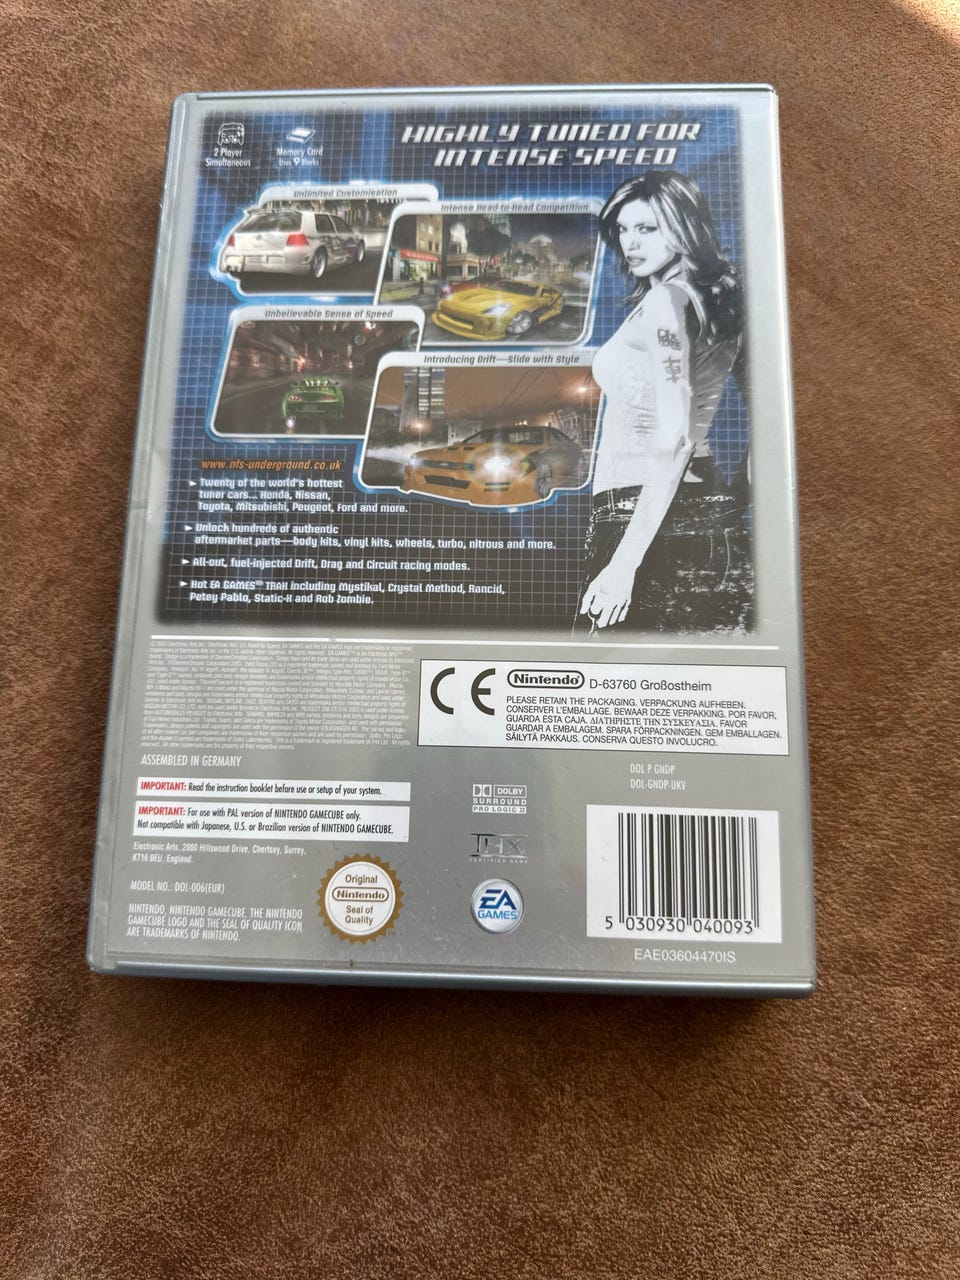 HIGHLY TUNED FOR
INTENSE SPEED
2 Player
Simultaneous
Memory Card
Uses 9 Blocks
Unlimited Customisation
Intense Head-to-Head Competition
Unbelievable Sense of Speed
Introducing Drift—Slide with Style
www.nfs-underground.co.uk
► Twenty of the world's hottest
tuner cars... Honda, Nissan,
Toyota, Mitsubishi, Peugeot, Ford and more.
► Unlock hundreds of authentic
aftermarket parts—body kits, vinyl kits, wheels, turbo, nitrous and more.
► All-out, fuel-injected Drift, Drag and Circuit racing modes.
► Hot EA GAMES™ TRAX including Mystikal, Crystal Method, Rancid,
Petey Pablo, Static-X and Rob Zombie.
CE
Nintendo D-63760 Großostheim
PLEASE RETAIN THE PACKAGING. VERPACKUNG AUFHEBEN.
CONSERVER L'EMBALLAGE. BEWAAR DEZE VERPAKKING. POR FAVOR,
GUARDA ESTA CAJA. ΔΙΑΤΗΡΗΣΤΕ ΤΗΝ ΣΥΣΚΕΥΑΣΙΑ. FAVOR
GUARDAR A EMBALAGEM. SPARA FÖRPACKNINGEN. GEM EMBALLAGEN.
SÄILYTÄ PAKKAUS. CONSERVA QUESTO INVOLUCRO.
ASSEMBLED IN GERMANY
DOL P GNDP
DOL-GNDP-UKV
IMPORTANT: Read the instruction booklet before use or setup of your system.
IMPORTANT: For use with PAL version of NINTENDO GAMECUBE only.
Not compatible with Japanese, U.S. or Brazilian version of NINTENDO GAMECUBE.
DOLBY
SURROUND
PRO LOGIC II
THX
CERTIFIED GAME
Electronic Arts, 2000 Hillswood Drive, Chertsey, Surrey,
KT16 0EU, England.
MODEL NO.: DOL-006(EUR)
NINTENDO, NINTENDO GAMECUBE, THE NINTENDO
GAMECUBE LOGO AND THE SEAL OF QUALITY ICON
ARE TRADEMARKS OF NINTENDO.
Original
Nintendo
Seal of
Quality
EA
GAMES
5 030930 040093
EAE03604470IS